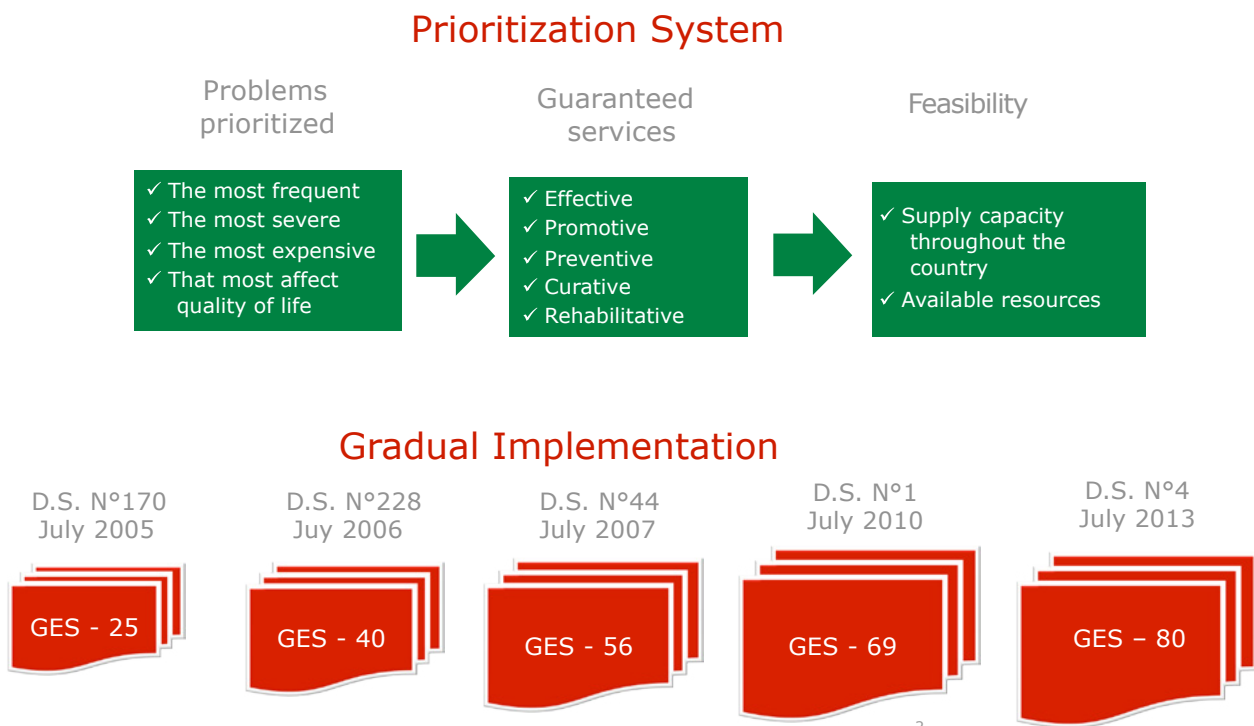 Prioritization System
Problems
prioritized
Guaranteed
services
Feasibility
✓ The most frequent
✓ The most severe
✓ The most expensive
✓ That most affect
quality of life
✓ Effective
✓ Promotive
✓ Preventive
✓ Curative
✓ Rehabilitative
✓ Supply capacity
throughout the
country
✓ Available resources
Gradual Implementation
D.S. N°170
July 2005
D.S. N°228
Juy 2006
D.S. N°44
July 2007
D.S. N°1
July 2010
D.S. N°4
July 2013
GES - 25
GES - 40
GES - 56
GES - 69
GES – 80